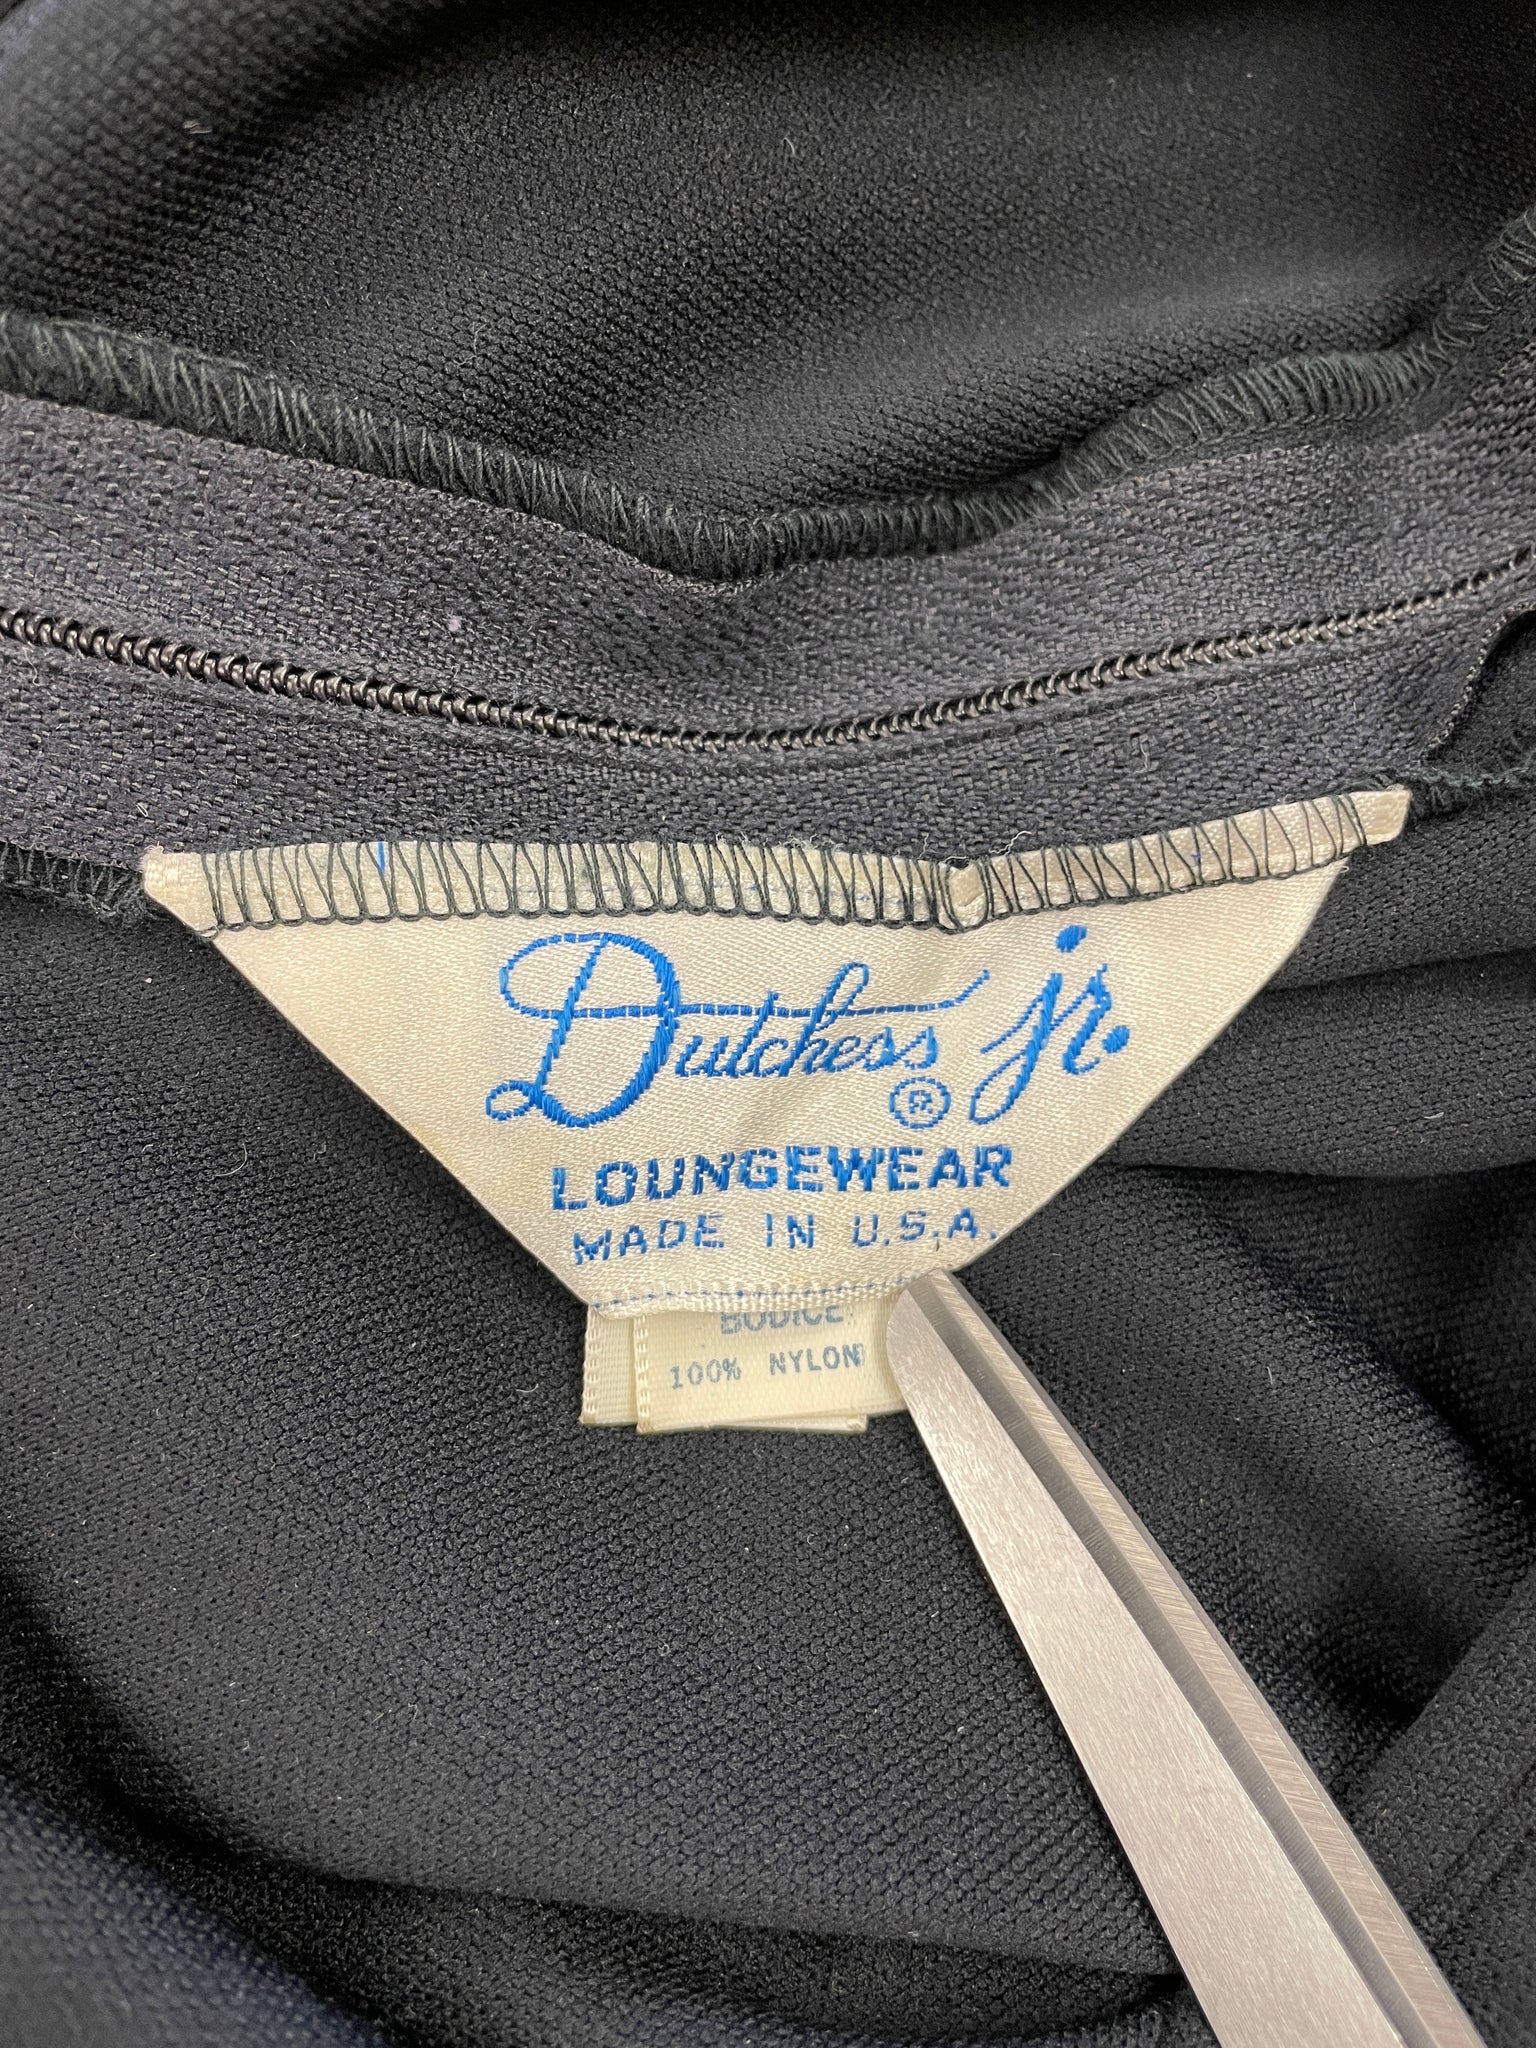 Dutchess Jr.
®
LOUNGEWEAR
MADE IN U.S.A.
BODICE
100% NYLON